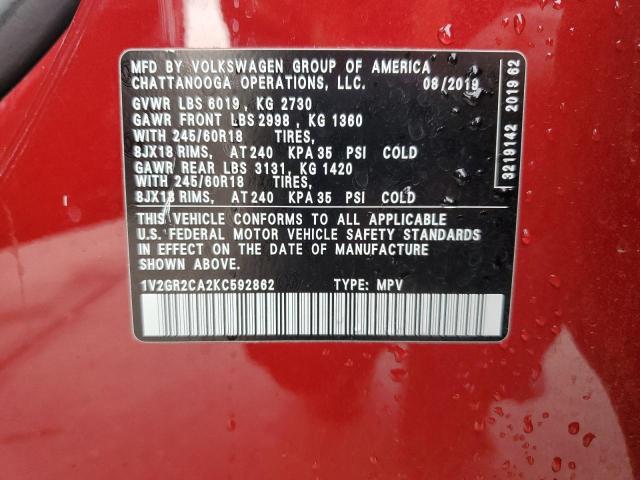 MFD BY VOLKSWAGEN GROUP OF AMERICA
CHATTANOOGA OPERATIONS, LLC. 08/2019
GVWR LBS 6019, KG 2730
GAWR FRONT LBS 2998, KG 1360
WITH 245/60R18 TIRES,
8JX18 RIMS, AT 240 KPA 35 PSI COLD
GAWR REAR LBS 3131, KG 1420
WITH 245/60R18 TIRES,
8JX18 RIMS, AT 240 KPA 35 PSI COLD
THIS VEHICLE CONFORMS TO ALL APPLICABLE
U.S. FEDERAL MOTOR VEHICLE SAFETY STANDARDS
IN EFFECT ON THE DATE OF MANUFACTURE
SHOWN ABOVE.
1V2GR2CA2KC592862 TYPE: MPV
3219142 2019 62